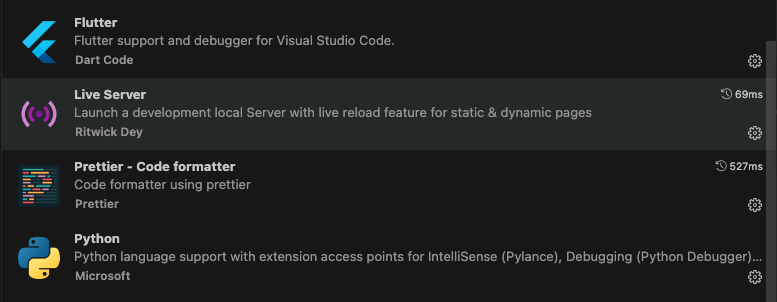 Flutter
Flutter support and debugger for Visual Studio Code.
Dart Code
Live Server 69ms
Launch a development local Server with live reload feature for static & dynamic pages
Ritwick Dey
Prettier - Code formatter 527ms
Code formatter using prettier
Prettier
Python
Python language support with extension access points for IntelliSense (Pylance), Debugging (Python Debugger)...
Microsoft